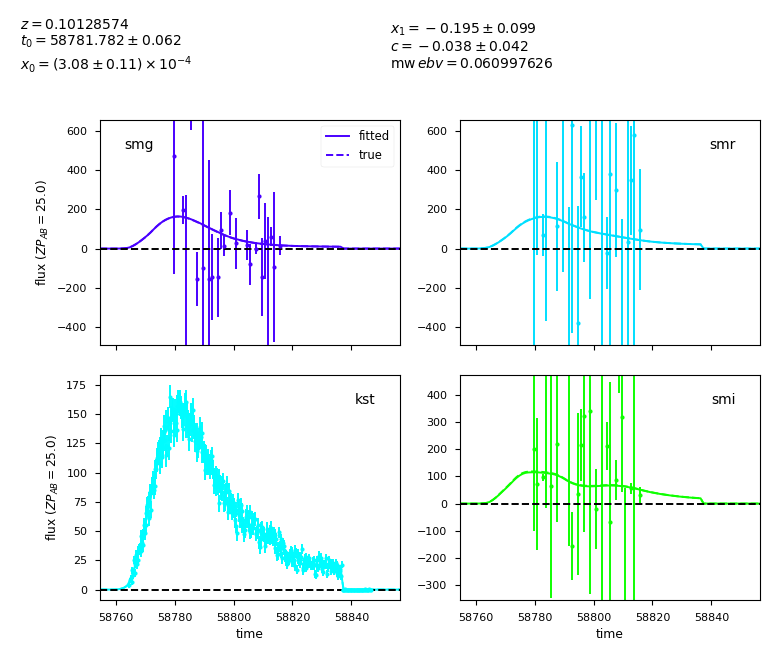 z = 0.10128574
t₀ = 58781.782 ± 0.062
x₀ = (3.08 ± 0.11) × 10⁻⁴
x₁ = −0.195 ± 0.099
c = −0.038 ± 0.042
mw ebv = 0.060997626
smg
fitted
true
600
400
200
0
−200
−400
flux (ZP_AB = 25.0)
smr
600
400
200
0
−200
−400
kst
175
150
125
100
75
50
25
0
flux (ZP_AB = 25.0)
58760 58780 58800 58820 58840
time
smi
400
300
200
100
0
−100
−200
−300
58760 58780 58800 58820 58840
time